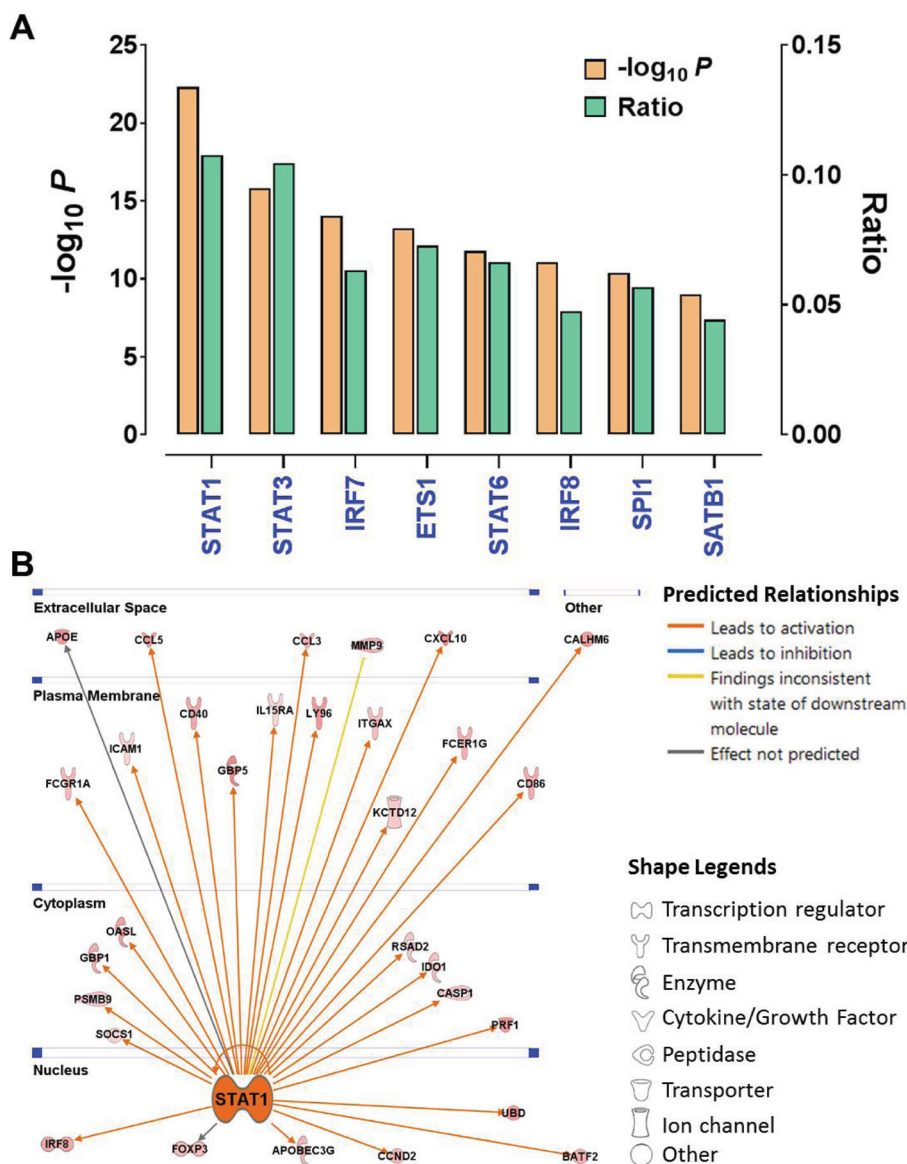 A
25
20
15
10
5
0
-log10 P
0.15
0.10
0.05
0.00
Ratio
-log10 P
Ratio
STAT1
STAT3
IRF7
ETS1
STAT6
IRF8
SPI1
SATB1
B
Extracellular Space
Other
APOE
CCL5
CCL3
MMP9
CXCL10
CALHM6
Plasma Membrane
CD40
IL15RA
LY96
ITGAX
ICAM1
FCER1G
GBP5
FCGR1A
CD86
KCTD12
Cytoplasm
OASL
RSAD2
GBP1
IDO1
PSMB9
CASP1
SOCS1
PRF1
Nucleus
STAT1
UBD
IRF8
FOXP3
APOBEC3G
CCND2
BATF2
Predicted Relationships
Leads to activation
Leads to inhibition
Findings inconsistent
with state of downstream
molecule
Effect not predicted
Shape Legends
Transcription regulator
Transmembrane receptor
Enzyme
Cytokine/Growth Factor
Peptidase
Transporter
Ion channel
Other